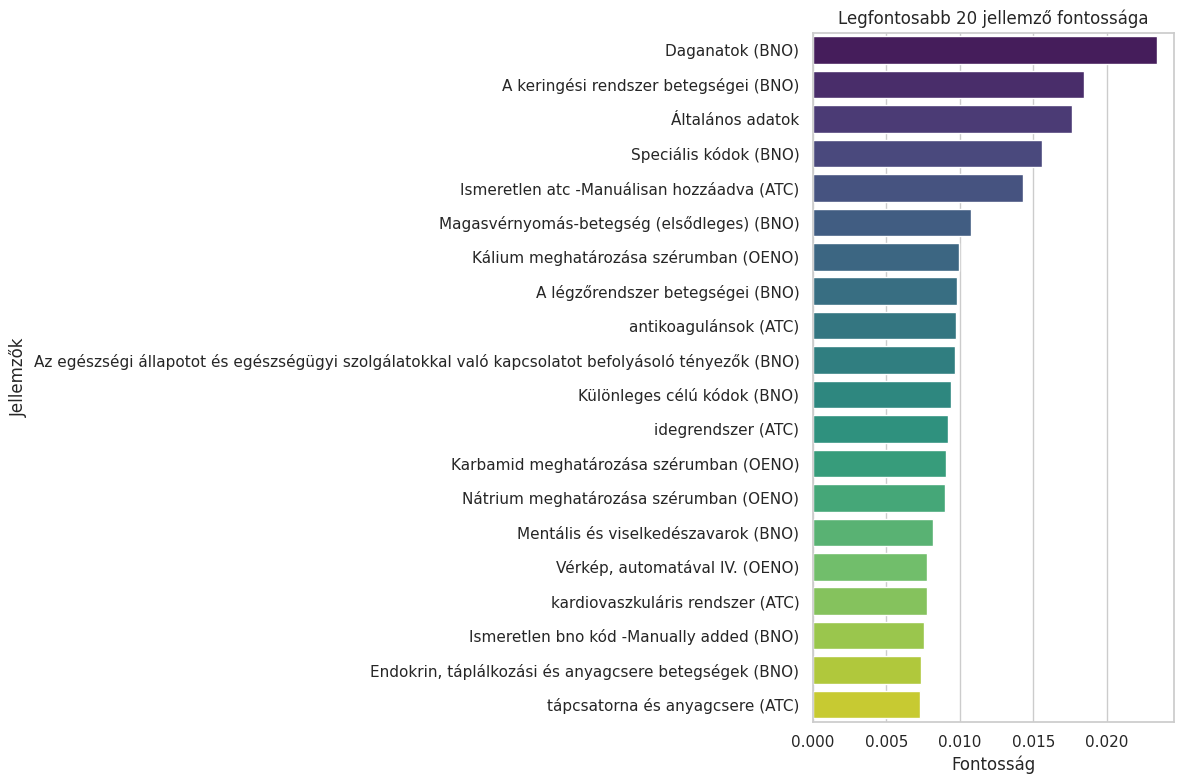 Legfontosabb 20 jellemző fontossága
Daganatok (BNO)
A keringési rendszer betegségei (BNO)
Általános adatok
Speciális kódok (BNO)
Ismeretlen atc -Manuálisan hozzáadva (ATC)
Magasvérnyomás-betegség (elsődleges) (BNO)
Kálium meghatározása szérumban (OENO)
A légzőrendszer betegségei (BNO)
antikoagulánsok (ATC)
Az egészségi állapotot és egészségügyi szolgálatokkal való kapcsolatot befolyásoló tényezők (BNO)
Különleges célú kódok (BNO)
idegrendszer (ATC)
Karbamid meghatározása szérumban (OENO)
Nátrium meghatározása szérumban (OENO)
Mentális és viselkedészavarok (BNO)
Vérkép, automatával IV. (OENO)
kardiovaszkuláris rendszer (ATC)
Ismeretlen bno kód -Manually added (BNO)
Endokrin, táplálkozási és anyagcsere betegségek (BNO)
tápcsatorna és anyagcsere (ATC)
Jellemzők
0.000 0.005 0.010 0.015 0.020
Fontosság